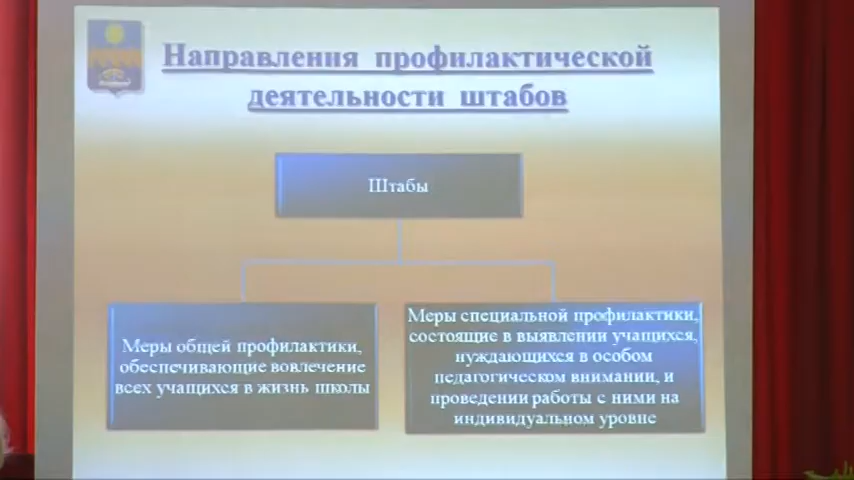 Направления профилактической
деятельности штабов
Штабы
Меры общей профилактики,
обеспечивающие вовлечение
всех учащихся в жизнь школы
Меры специальной профилактики,
состоящие в выявлении учащихся,
нуждающихся в особом
педагогическом внимании, и
проведении работы с ними на
индивидуальном уровне